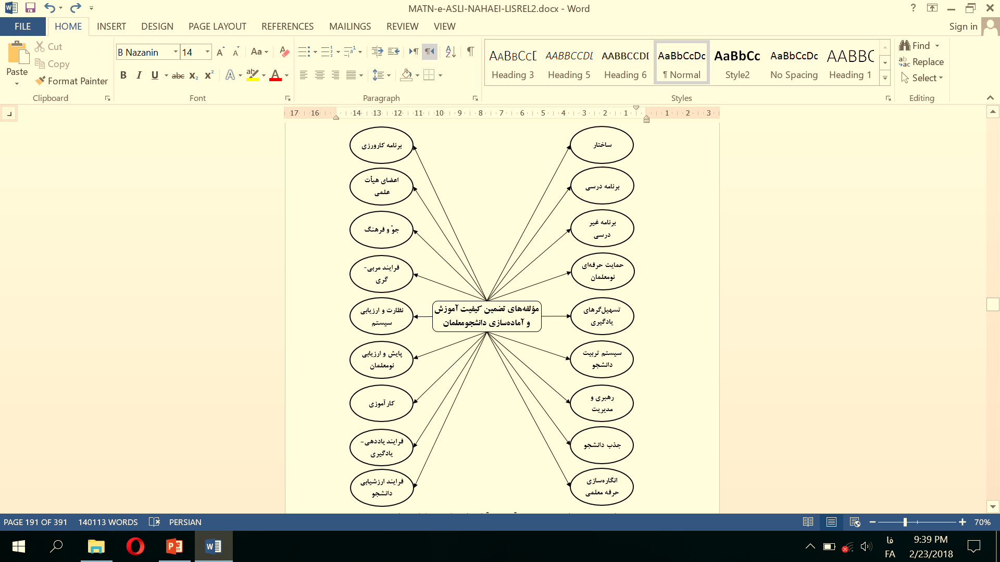 MATN-e-ASLI-NAHAEI-LISREL2.docx - Word
FILE HOME INSERT DESIGN PAGE LAYOUT REFERENCES MAILINGS REVIEW VIEW Sign in
Paste
Cut
Copy
Format Painter
Clipboard
B Nazanin 14
Font
Paragraph
AaBbCcD AABBCCDI AABBCCDI AaBbCcDc AaBbCc AaBbCcDc AABBC
Heading 3 Heading 5 Heading 6 ¶ Normal Style2 No Spacing Heading 1
Styles
Find
Replace
Select
Editing
17 16 14 13 12 11 10 9 8 7 6 5 4 3 2 1 1 2 3
ساختار
برنامه درسی
برنامه غیر
درسی
حمایت حرفه‌ای
نومعلمان
تسهیل‌گرهای
یادگیری
سیستم تربیت
دانشجو
رهبری و
مدیریت
جذب دانشجو
انگاره‌سازی
حرفه معلمی
مؤلفه‌های تضمین کیفیت آموزش
و آماده‌سازی دانشجومعلمان
برنامه کارورزی
اعضای هیأت
علمی
جوّ و فرهنگ
فرایند مربی-
گری
نظارت و ارزیابی
سیستم
پایش و ارزیابی
نومعلمان
کارآموزی
فرایند یاددهی-
یادگیری
فرایند ارزشیابی
دانشجو
PAGE 191 OF 391 140113 WORDS PERSIAN 70%
فا
FA
9:39 PM
2/23/2018